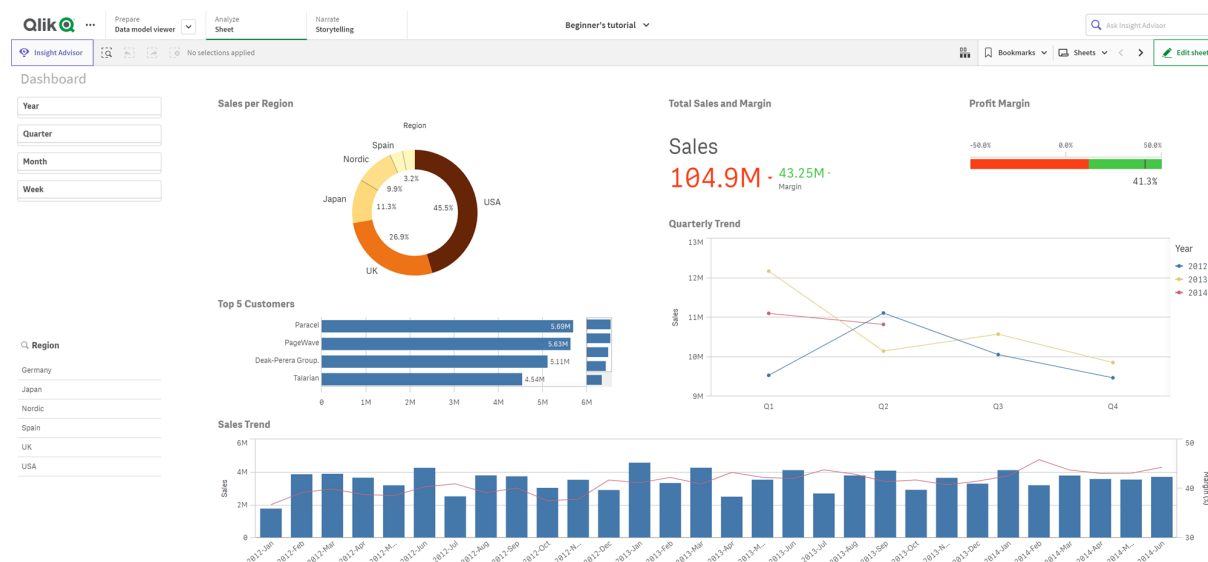 Qlik
Prepare
Data model viewer
Analyze
Sheet
Narrate
Storytelling
Beginner's tutorial
Ask Insight Advisor
Insight Advisor
No selections applied
Bookmarks
Sheets
Edit sheet
Dashboard
Year
Quarter
Month
Week
Region
Germany
Japan
Nordic
Spain
UK
USA
Sales per Region
Region
Spain
Nordic
Japan
UK
USA
3.2%
9.9%
11.3%
26.9%
45.5%
Total Sales and Margin
Sales
104.9M
43.25M
Margin
Profit Margin
-50.0% 0.0% 50.0%
41.3%
Top 5 Customers
Paracel 5.69M
PageWave 5.63M
Deak-Perera Group. 5.11M
Talarian 4.54M
0 1M 2M 3M 4M 5M 6M
Quarterly Trend
13M
12M
11M
10M
9M
Sales
Q1 Q2 Q3 Q4
Year
2012
2013
2014
Sales Trend
6M
4M
2M
0
Sales
50
40
30
Margin (%)
2012-Jan 2012-Feb 2012-Mar 2012-Apr 2012-M... 2012-Jun 2012-Jul 2012-Aug 2012-Sep 2012-Oct 2012-N... 2012-Dec 2013-Jan 2013-Feb 2013-Mar 2013-Apr 2013-M... 2013-Jun 2013-Jul 2013-Aug 2013-Sep 2013-Oct 2013-N... 2013-Dec 2014-Jan 2014-Feb 2014-Mar 2014-Apr 2014-M... 2014-Jun